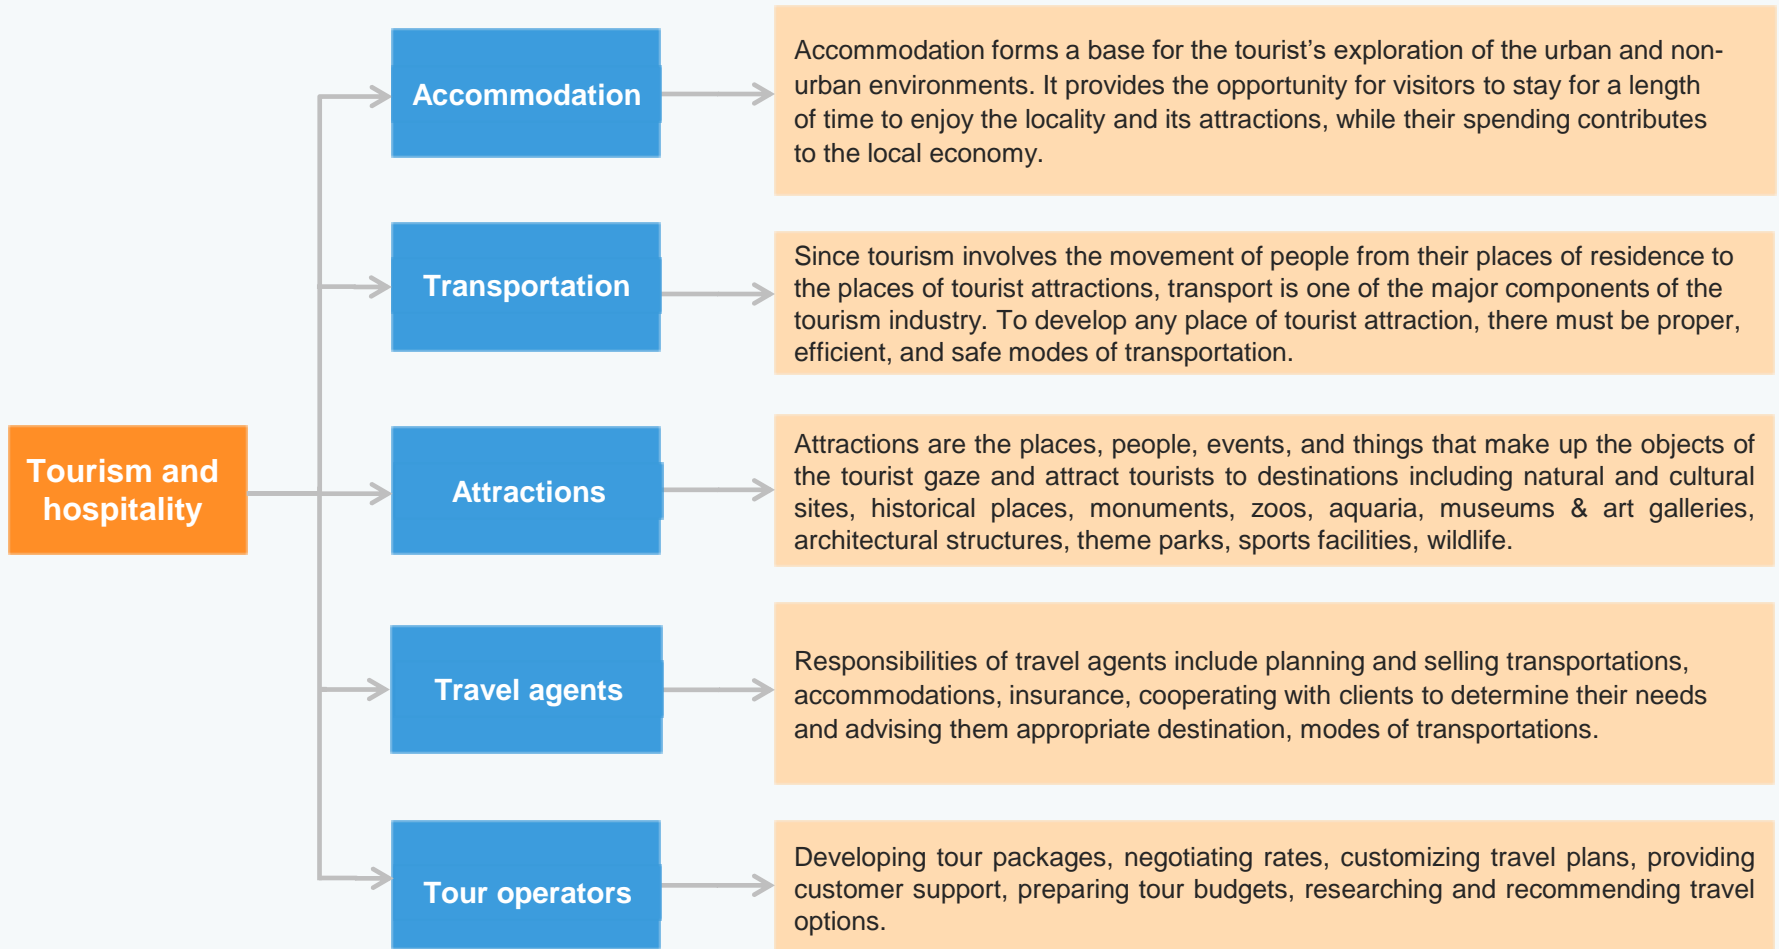 Accommodation
Accommodation forms a base for the tourist’s exploration of the urban and non-
urban environments. It provides the opportunity for visitors to stay for a length
of time to enjoy the locality and its attractions, while their spending contributes
to the local economy.
Transportation
Since tourism involves the movement of people from their places of residence to
the places of tourist attractions, transport is one of the major components of the
tourism industry. To develop any place of tourist attraction, there must be proper,
efficient, and safe modes of transportation.
Tourism and
hospitality
Attractions
Attractions are the places, people, events, and things that make up the objects of
the tourist gaze and attract tourists to destinations including natural and cultural
sites, historical places, monuments, zoos, aquaria, museums & art galleries,
architectural structures, theme parks, sports facilities, wildlife.
Travel agents
Responsibilities of travel agents include planning and selling transportations,
accommodations, insurance, cooperating with clients to determine their needs
and advising them appropriate destination, modes of transportations.
Tour operators
Developing tour packages, negotiating rates, customizing travel plans, providing
customer support, preparing tour budgets, researching and recommending travel
options.